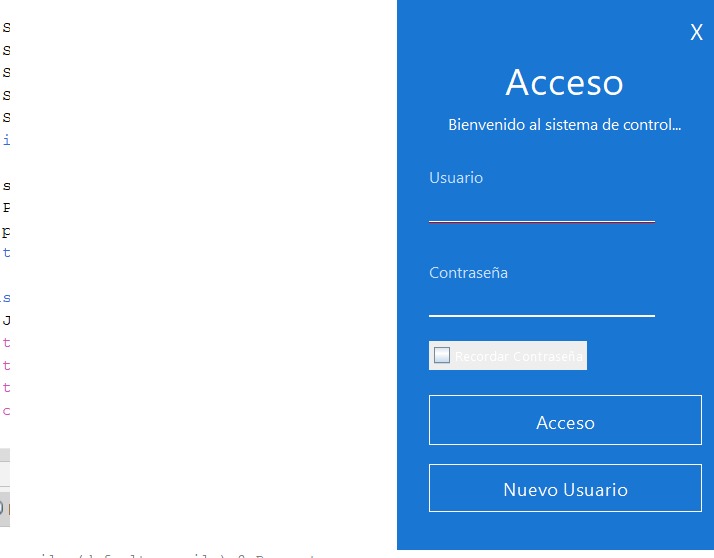 X
Acceso
Bienvenido al sistema de control...
Usuario
Contraseña
Recordar Contraseña
Acceso
Nuevo Usuario